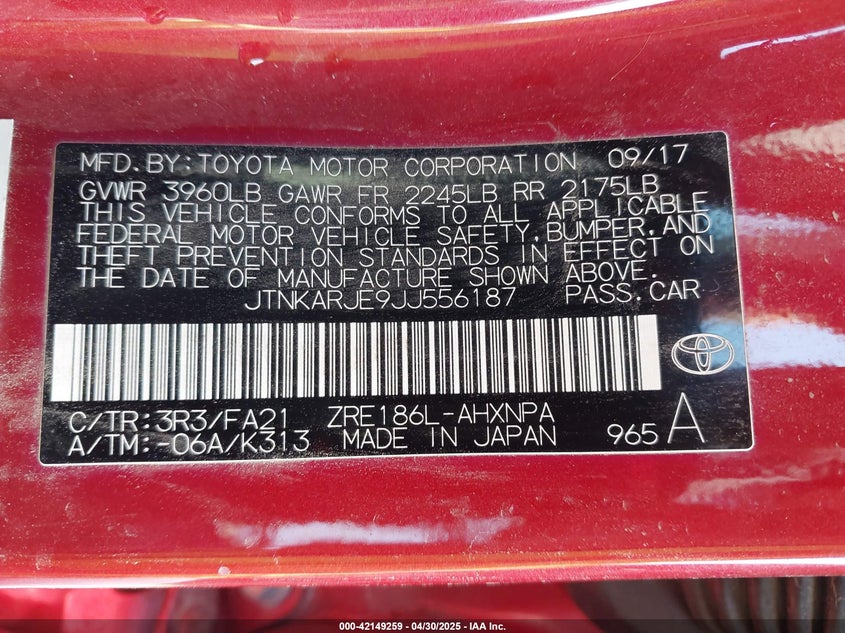 MFD.BY:TOYOTA MOTOR CORPORATION 09/17
GVWR 3960LB GAWR FR 2245LB RR 2175LB
THIS VEHICLE CONFORMS TO ALL APPLICABLE
FEDERAL MOTOR VEHICLE SAFETY,BUMPER,AND
THEFT PREVENTION STANDARDS IN EFFECT ON
THE DATE OF MANUFACTURE SHOWN ABOVE.
JTNKARJE9JJ556187 PASS.CAR
C/TR:3R3/FA21 ZRE186L-AHXNPA
A/TM:-06A/K313 MADE IN JAPAN 965 A
000-42149259 - 04/30/2025 - IAA Inc.